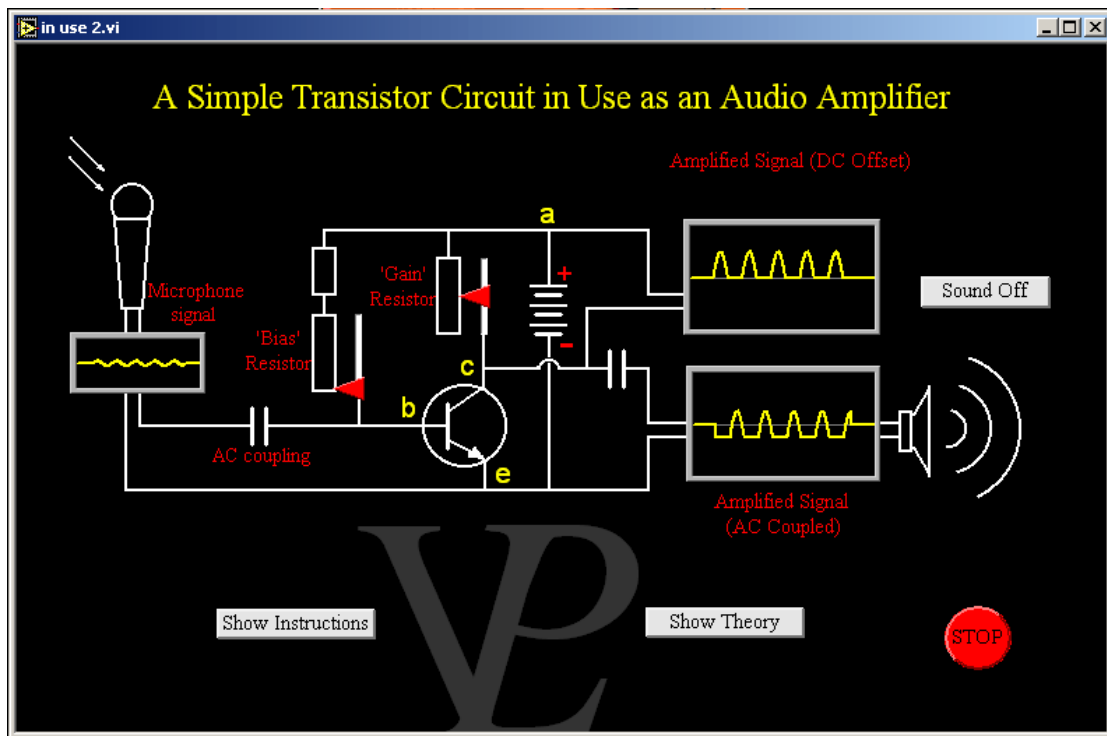 in use 2.vi
A Simple Transistor Circuit in Use as an Audio Amplifier
Amplified Signal (DC Offset)
a
'Gain'
Resistor
+
-
Sound Off
Microphone
signal
'Bias'
Resistor
c
b
AC coupling
e
Amplified Signal
(AC Coupled)
VPL
Show Instructions
Show Theory
STOP